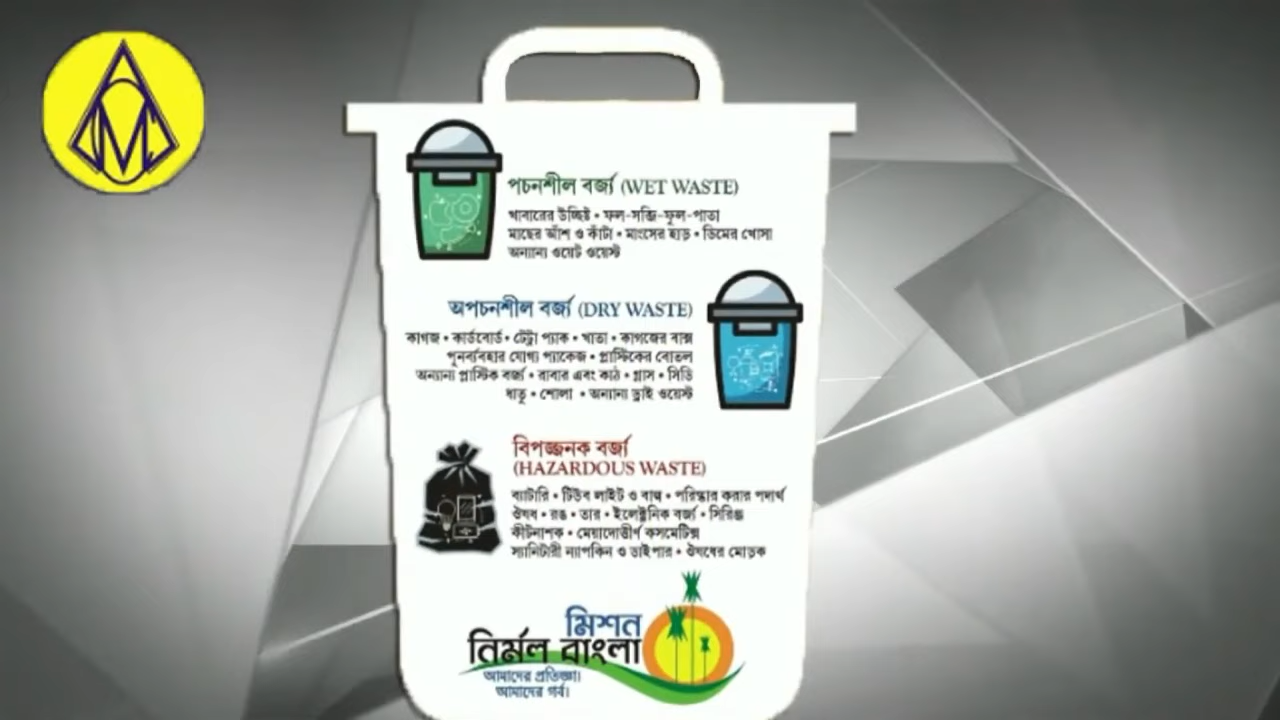 পচনশীল বর্জ্য (WET WASTE)
খাবারের উচ্ছিষ্ট • ফল-সব্জি-ফুল-পাতা
মাছের আঁশ ও কাঁটা • মাংসের হাড় • ডিমের খোসা
অন্যান্য ওয়েট ওয়েস্ট
অপচনশীল বর্জ্য (DRY WASTE)
কাগজ • কার্ডবোর্ড • টেট্রা প্যাক • খাতা • কাগজের বাক্স
পুনর্ব্যবহার যোগ্য প্যাকেজ • প্লাস্টিকের বোতল
অন্যান্য প্লাস্টিক বর্জ্য • রাবার এবং কাঠ • গ্লাস • সিডি
ধাতু • শোলা • অন্যান্য ড্রাই ওয়েস্ট
বিপজ্জনক বর্জ্য
(HAZARDOUS WASTE)
ব্যাটারি • টিউব লাইট ও বাল্ব • পরিস্কার করার পদার্থ
ঔষধ • রঙ • তার • ইলেক্ট্রনিক বর্জ্য • সিরিঞ্জ
কীটনাশক • মেয়াদোত্তীর্ণ কসমেটিক্স
স্যানিটারী ন্যাপকিন ও ডাইপার • ঔষধের মোড়ক
মিশন
নির্মল বাংলা
আমাদের প্রতিজ্ঞা।
আমাদের গর্ব।